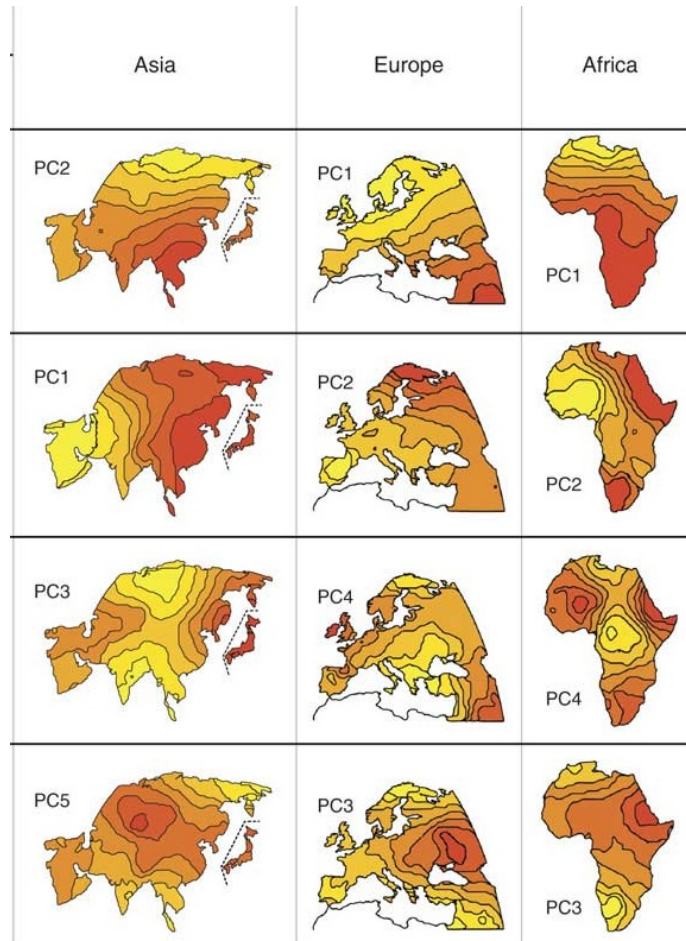 Asia Europe Africa
PC2 PC1 PC1
PC1 PC2 PC2
PC3 PC4 PC4
PC5 PC3 PC3